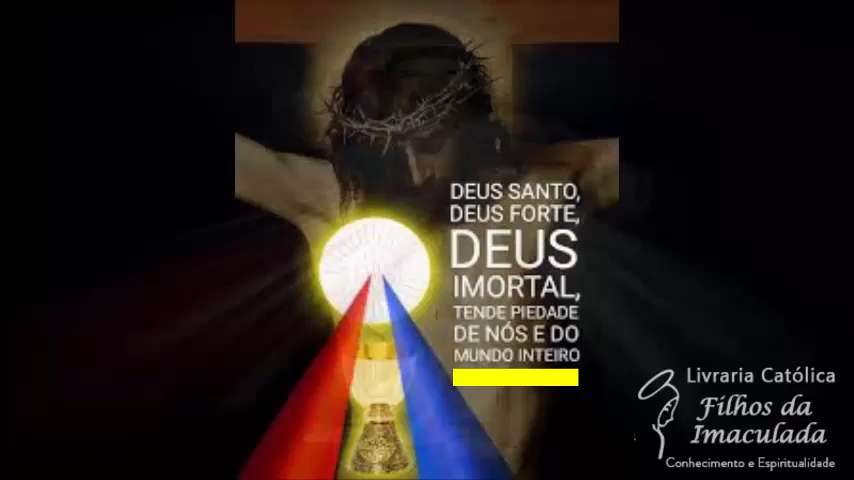 DEUS SANTO,
DEUS FORTE,
DEUS
IMORTAL,
TENDE PIEDADE
DE NÓS E DO
MUNDO INTEIRO
Livraria Católica
Filhos da
Imaculada
Conhecimento e Espiritualidade